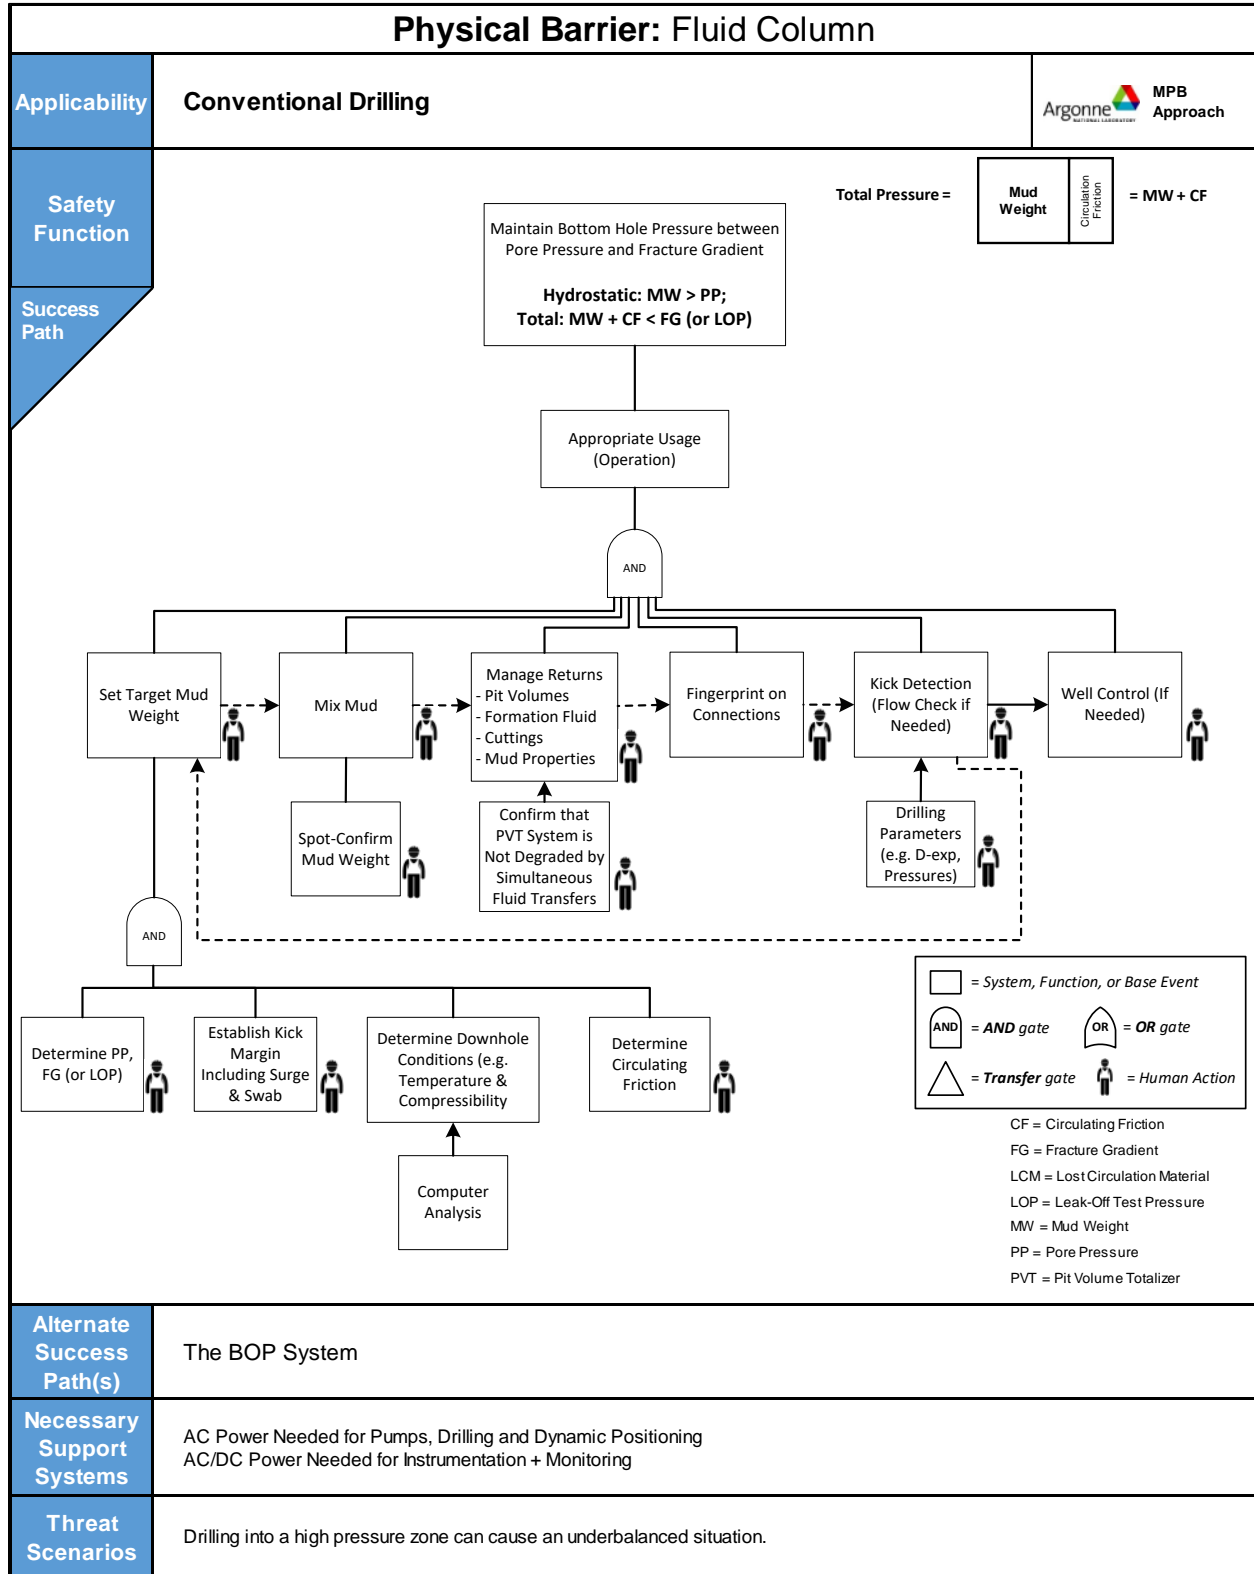 Physical Barrier: Fluid Column
Applicability
Conventional Drilling
Argonne
NATIONAL LABORATORY
MPB
Approach
Safety
Function
Success
Path
Total Pressure =
Mud
Weight
Circulation
Friction
= MW + CF
Maintain Bottom Hole Pressure between
Pore Pressure and Fracture Gradient
Hydrostatic: MW > PP;
Total: MW + CF < FG (or LOP)
Appropriate Usage
(Operation)
AND
Set Target Mud
Weight
Mix Mud
Manage Returns
- Pit Volumes
- Formation Fluid
- Cuttings
- Mud Properties
Fingerprint on
Connections
Kick Detection
(Flow Check if
Needed)
Well Control (If
Needed)
Spot-Confirm
Mud Weight
Confirm that
PVT System is
Not Degraded by
Simultaneous
Fluid Transfers
Drilling
Parameters
(e.g. D-exp,
Pressures)
AND
Determine PP,
FG (or LOP)
Establish Kick
Margin
Including Surge
& Swab
Determine Downhole
Conditions (e.g.
Temperature &
Compressibility
Determine
Circulating
Friction
Computer
Analysis
= System, Function, or Base Event
AND
= AND gate
OR
= OR gate
= Transfer gate
= Human Action
CF = Circulating Friction
FG = Fracture Gradient
LCM = Lost Circulation Material
LOP = Leak-Off Test Pressure
MW = Mud Weight
PP = Pore Pressure
PVT = Pit Volume Totalizer
Alternate
Success
Path(s)
The BOP System
Necessary
Support
Systems
AC Power Needed for Pumps, Drilling and Dynamic Positioning
AC/DC Power Needed for Instrumentation + Monitoring
Threat
Scenarios
Drilling into a high pressure zone can cause an underbalanced situation.